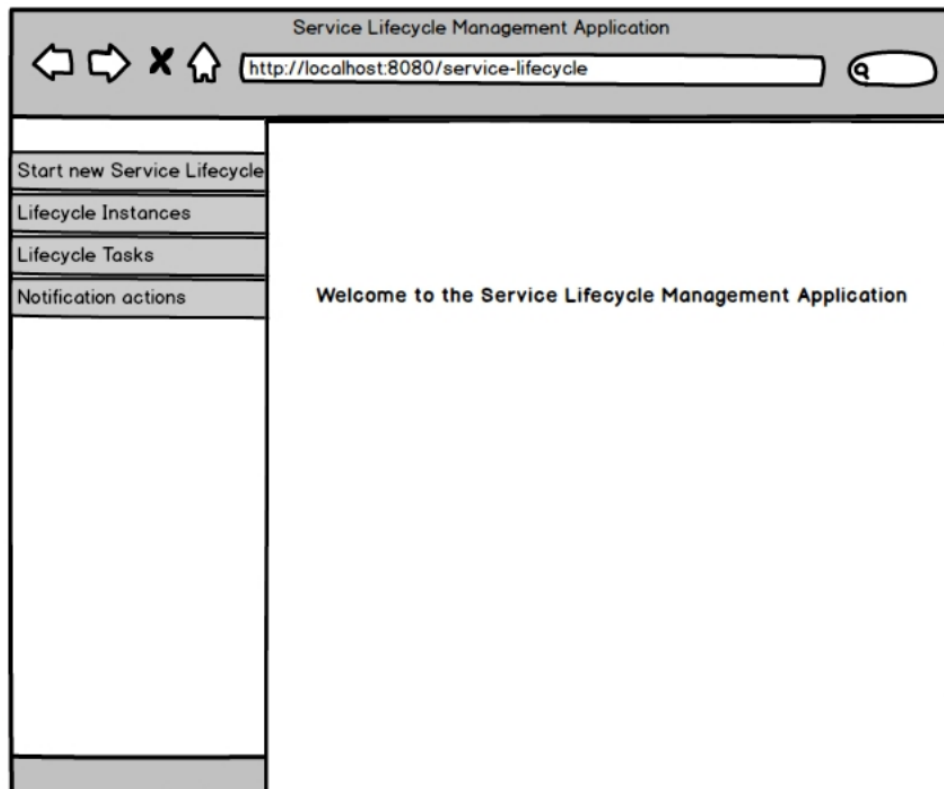 Service Lifecycle Management Application
http://localhost:8080/service-lifecycle
Start new Service Lifecycle
Lifecycle Instances
Lifecycle Tasks
Notification actions
Welcome to the Service Lifecycle Management Application